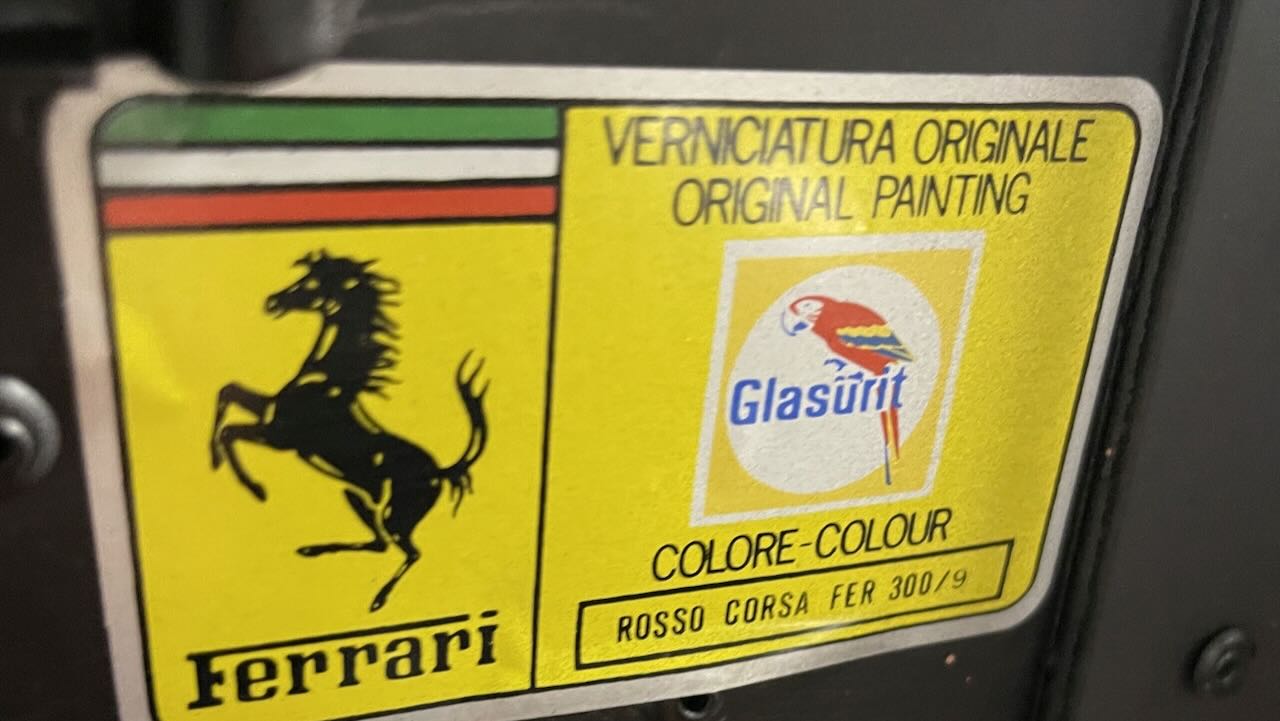 VERNICIATURA ORIGINALE
ORIGINAL PAINTING
Glasurit
COLORE-COLOUR
ROSSO CORSA FER 300/9
Ferrari